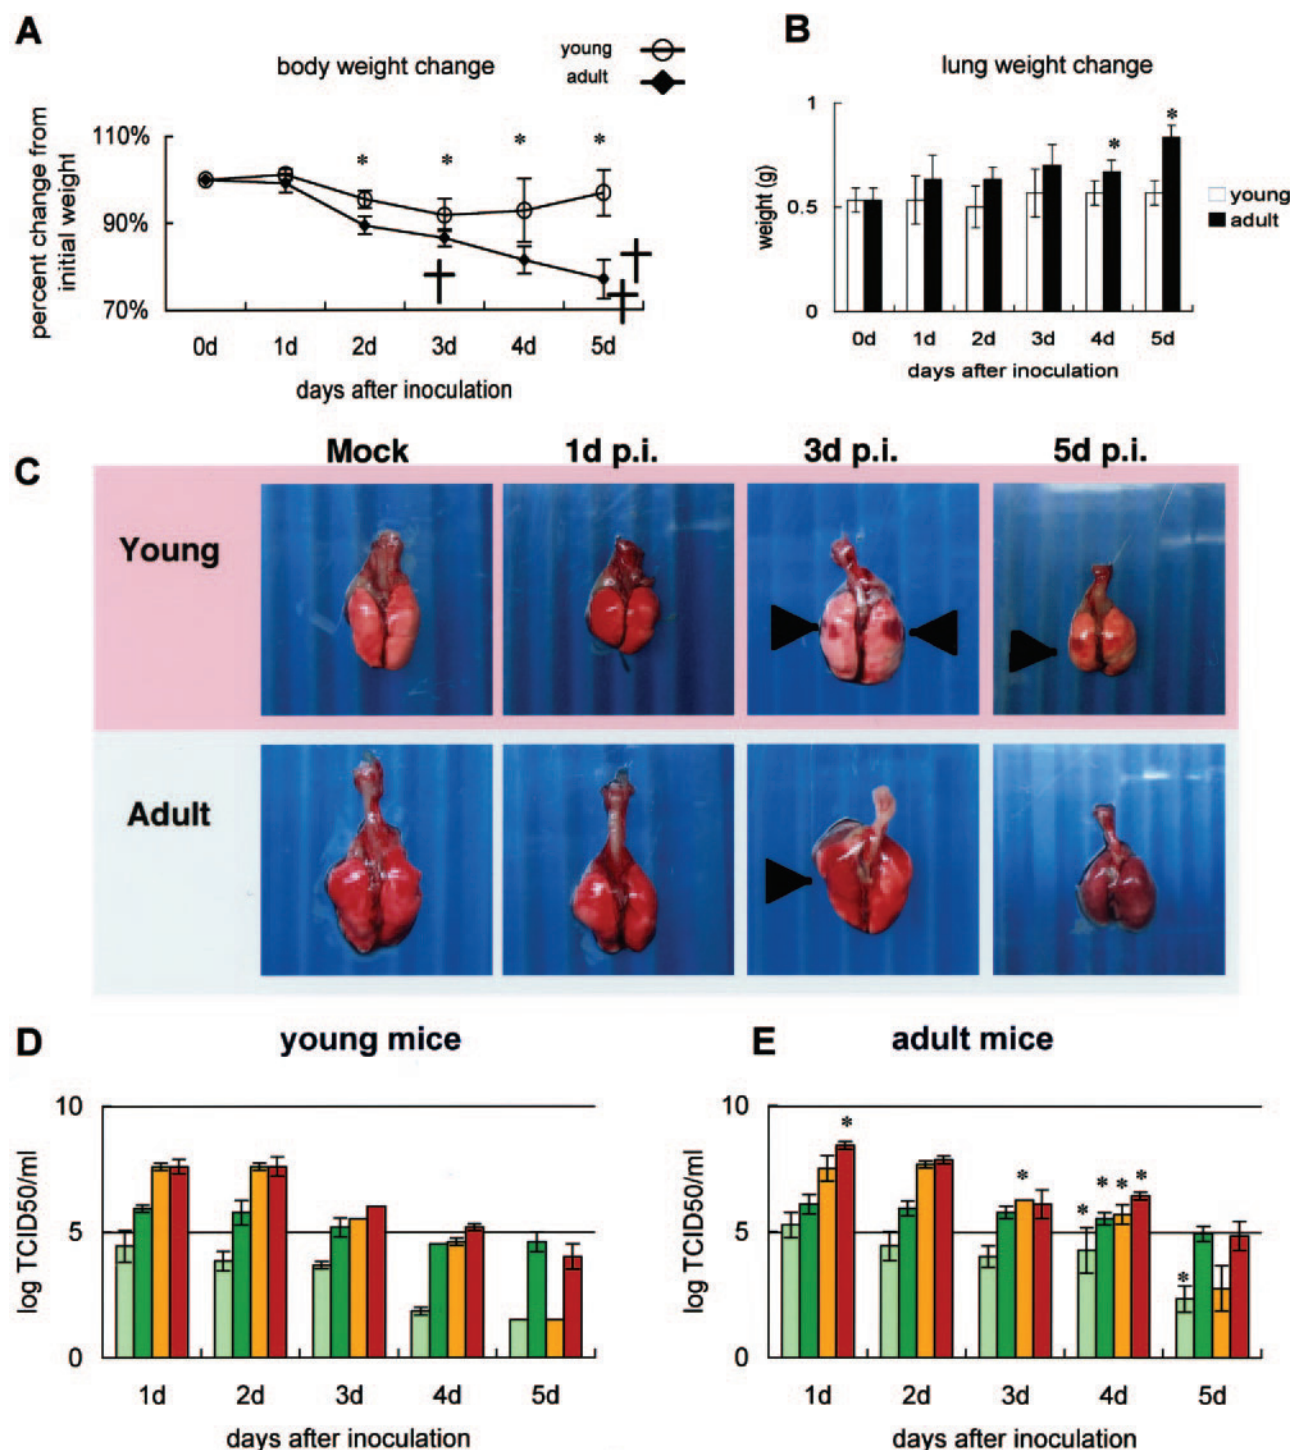 A
body weight change
young
adult
percent change from
initial weight
110%
90%
70%
*
*
*
*
0d 1d 2d 3d 4d 5d
days after inoculation
B
lung weight change
weight (g)
1
0.5
0
*
*
young
adult
0d 1d 2d 3d 4d 5d
days after inoculation
C
Mock 1d p.i. 3d p.i. 5d p.i.
Young
Adult
D
young mice
log TCID50/ml
10
5
0
1d 2d 3d 4d 5d
days after inoculation
E
adult mice
log TCID50/ml
10
5
0
*
*
* * * *
*
1d 2d 3d 4d 5d
days after inoculation